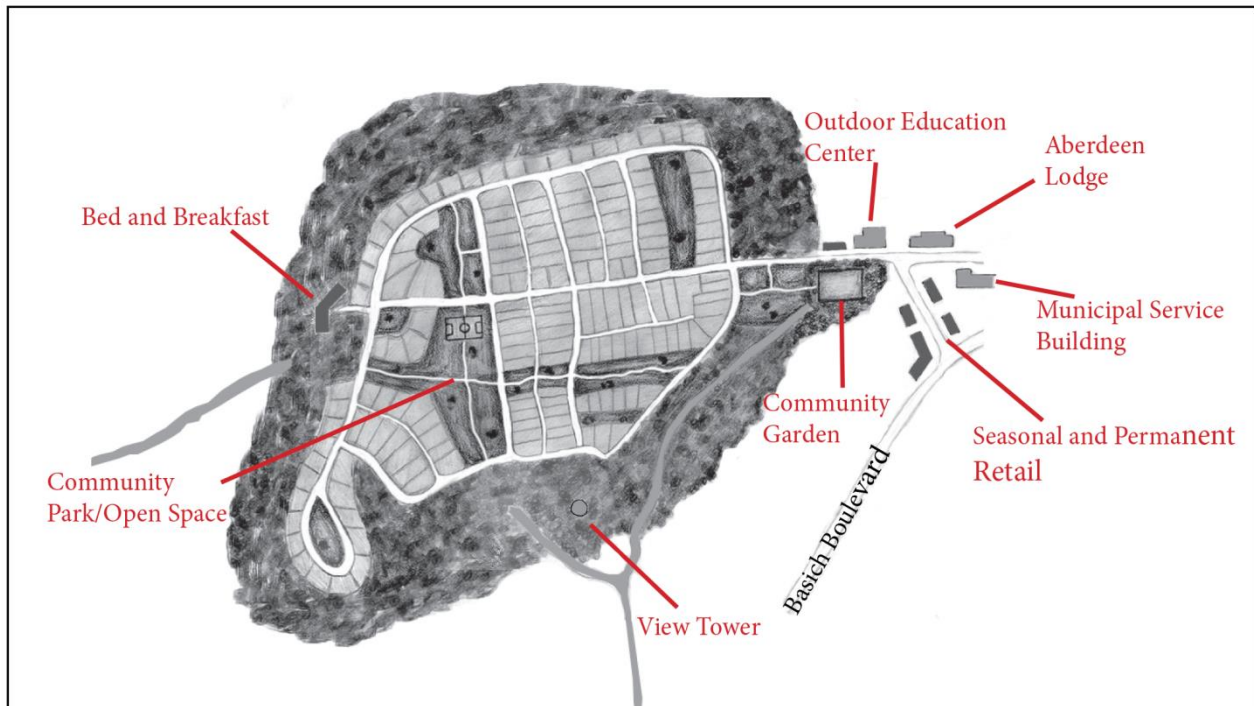 Outdoor Education
Center
Aberdeen
Lodge
Bed and Breakfast
Municipal Service
Building
Community
Garden
Seasonal and Permanent
Retail
Community
Park/Open Space
Basich Boulevard
View Tower